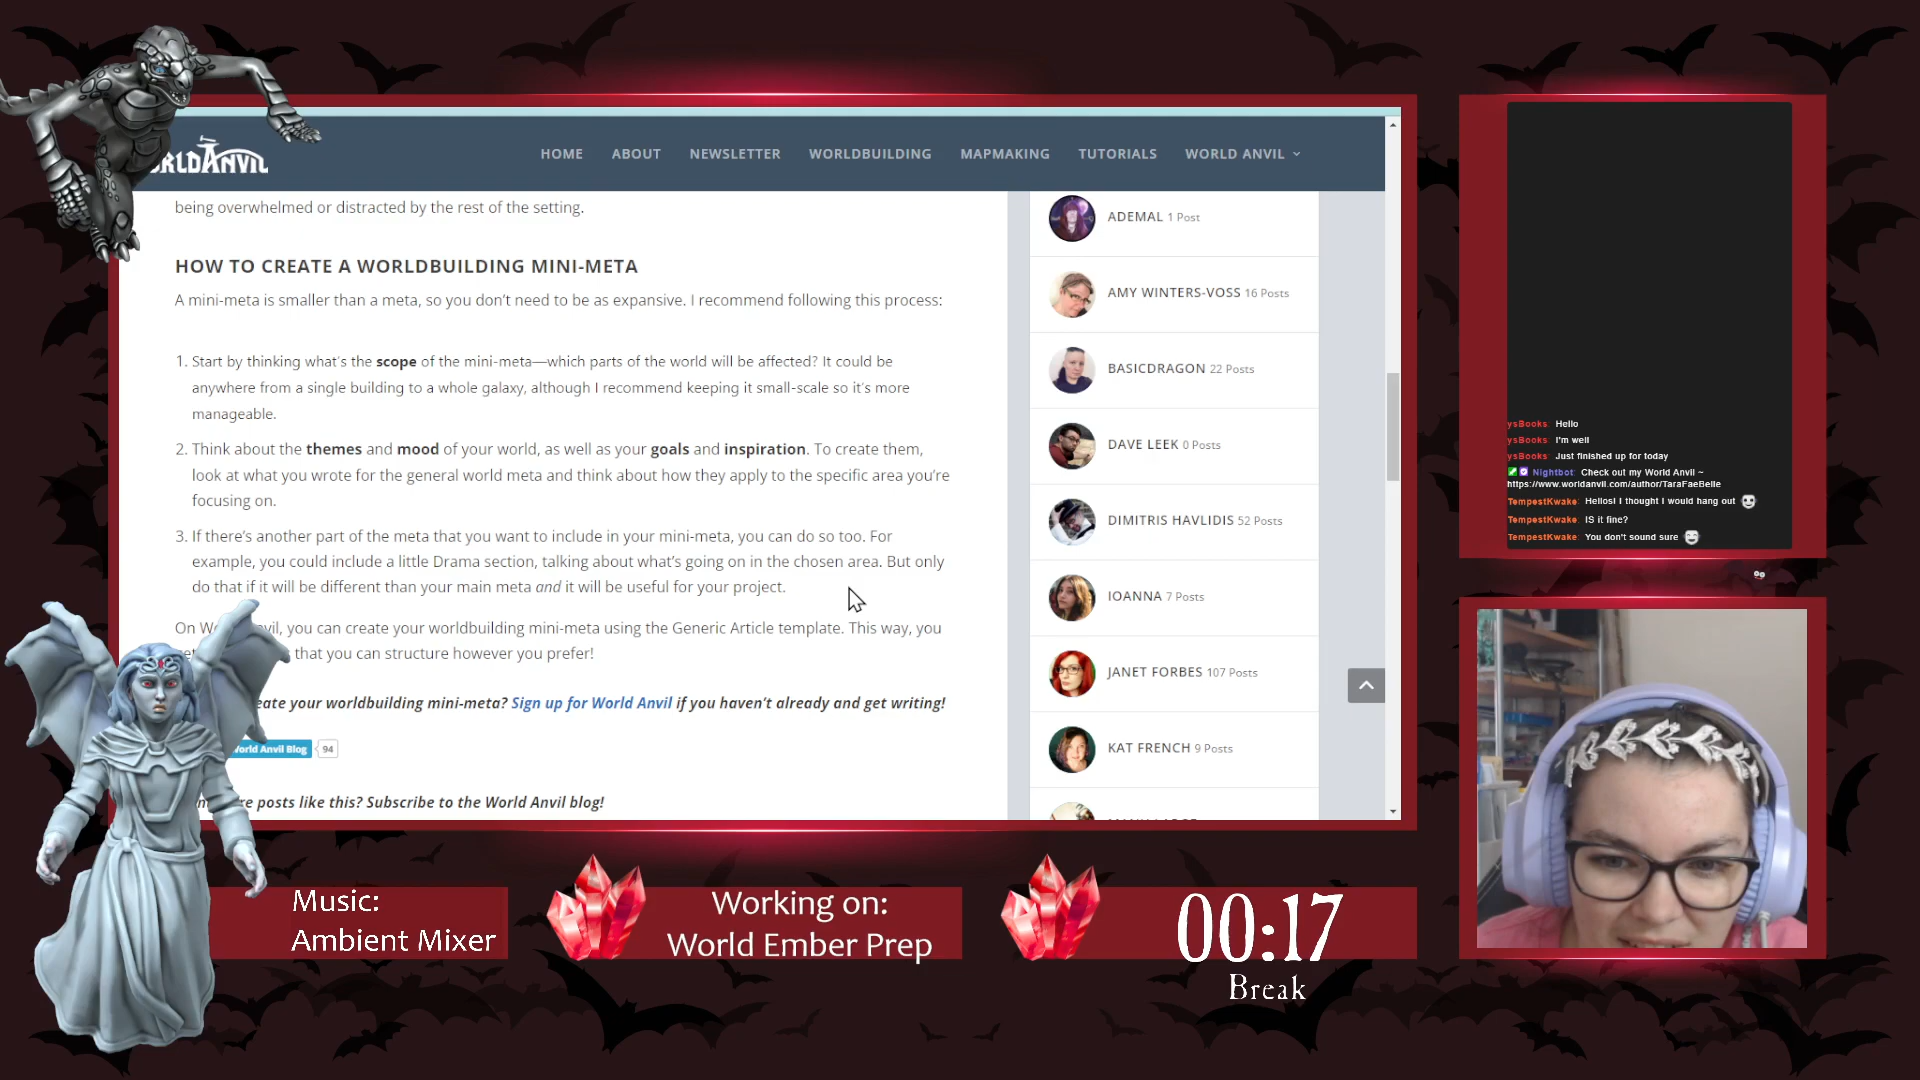 HOME ABOUT NEWSLETTER WORLDBUILDING MAPMAKING TUTORIALS WORLD ANVIL
being overwhelmed or distracted by the rest of the setting.
HOW TO CREATE A WORLDBUILDING MINI-META
A mini-meta is smaller than a meta, so you don't need to be as expansive. I recommend following this process:
1. Start by thinking what's the scope of the mini-meta—which parts of the world will be affected? It could be
anywhere from a single building to a whole galaxy, although I recommend keeping it small-scale so it's more
manageable.
2. Think about the themes and mood of your world, as well as your goals and inspiration. To create them,
look at what you wrote for the general world meta and think about how they apply to the specific area you're
focusing on.
3. If there's another part of the meta that you want to include in your mini-meta, you can do so too. For
example, you could include a little Drama section, talking about what's going on in the chosen area. But only
do that if it will be different than your main meta and it will be useful for your project.
On you can create your worldbuilding mini-meta using the Generic Article template. This way, you
that you can structure however you prefer!
your worldbuilding mini-meta? Sign up for World Anvil if you haven't already and get writing!
World Anvil Blog 94
posts like this? Subscribe to the World Anvil blog!
ADEMAL 1 Post
AMY WINTERS-VOSS 16 Posts
BASICDRAGON 22 Posts
DAVE LEEK 0 Posts
DIMITRIS HAVLIDIS 52 Posts
IOANNA 7 Posts
JANET FORBES 107 Posts
KAT FRENCH 9 Posts
ysBooks: Hello
ysBooks: I'm well
ysBooks: Just finished up for today
Nightbot: Check out my World Anvil ~
https://www.worldanvil.com/author/TaraFaeBelle
TempestKwake: Hellos! I thought I would hang out
TempestKwake: IS it fine?
TempestKwake: You don't sound sure
Music:
Ambient Mixer
Working on:
World Ember Prep
00:17
Break